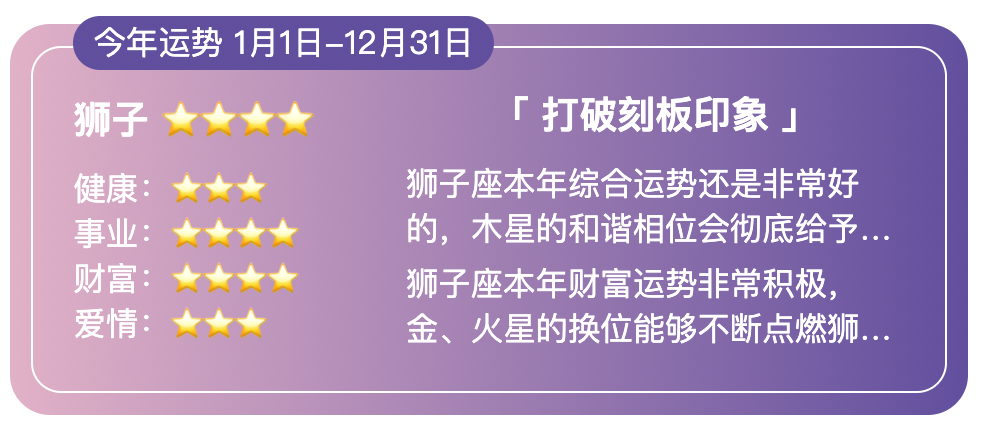 今年运势 1月1日-12月31日
狮子 ⭐⭐⭐⭐
「 打破刻板印象 」
健康：⭐⭐⭐
事业：⭐⭐⭐⭐
财富：⭐⭐⭐⭐
爱情：⭐⭐⭐
狮子座本年综合运势还是非常好
的，木星的和谐相位会彻底给予...
狮子座本年财富运势非常积极，
金、火星的换位能够不断点燃狮...